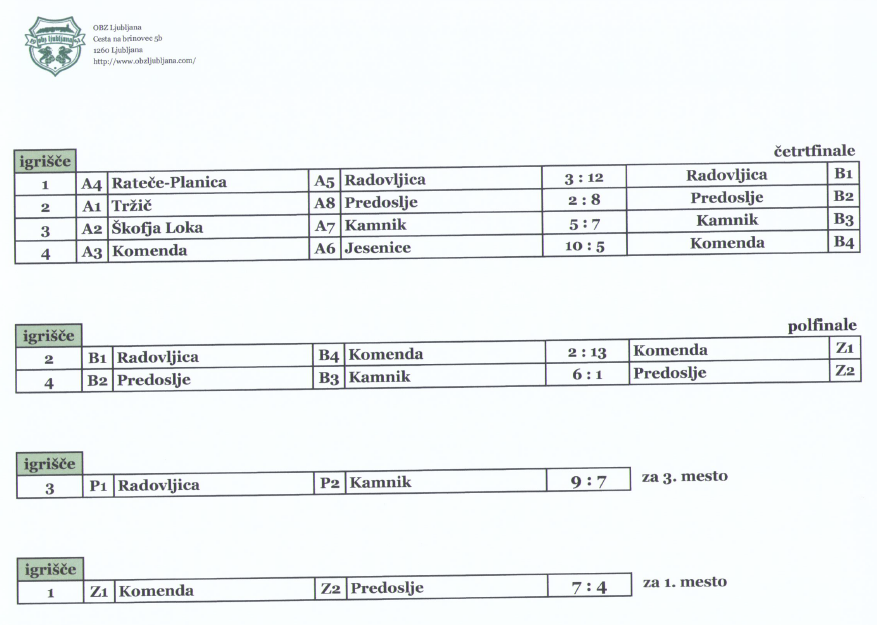 obz ljubljana
OBZ Ljubljana
Cesta na brinovec 5b
1260 Ljubljana
http://www.obzljubljana.com/
četrtfinale
igrišče
1 A4 Rateče-Planica A5 Radovljica 3 : 12 Radovljica B1
2 A1 Tržič A8 Predoslje 2 : 8 Predoslje B2
3 A2 Škofja Loka A7 Kamnik 5 : 7 Kamnik B3
4 A3 Komenda A6 Jesenice 10 : 5 Komenda B4
polfinale
igrišče
2 B1 Radovljica B4 Komenda 2 : 13 Komenda Z1
4 B2 Predoslje B3 Kamnik 6 : 1 Predoslje Z2
igrišče
3 P1 Radovljica P2 Kamnik 9 : 7 za 3. mesto
igrišče
1 Z1 Komenda Z2 Predoslje 7 : 4 za 1. mesto